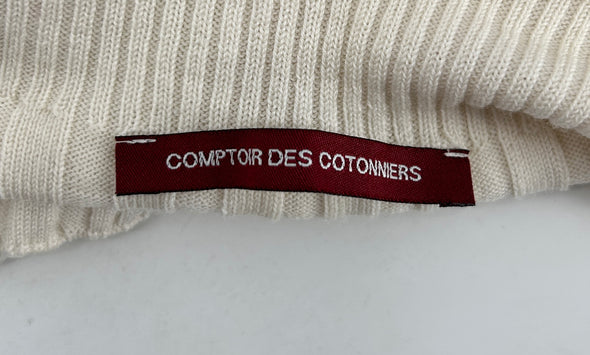 COMPTOIR DES COTONNIERS